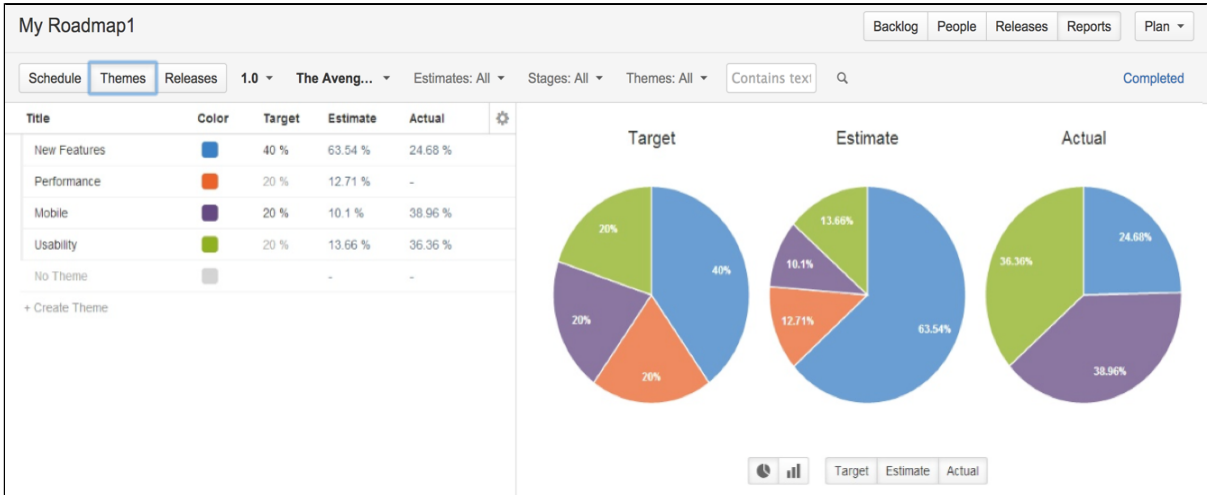 My Roadmap1
Backlog People Releases Reports Plan
Schedule Themes Releases 1.0 The Aveng... Estimates: All Stages: All Themes: All Contains text Completed
Title Color Target Estimate Actual
New Features 40 % 63.54 % 24.68 %
Performance 20 % 12.71 % -
Mobile 20 % 10.1 % 38.96 %
Usability 20 % 13.66 % 36.36 %
No Theme - -
+ Create Theme
Target
20%
40%
20%
20%
Estimate
13.66%
10.1%
12.71%
63.54%
Actual
24.68%
36.36%
38.96%
Target Estimate Actual